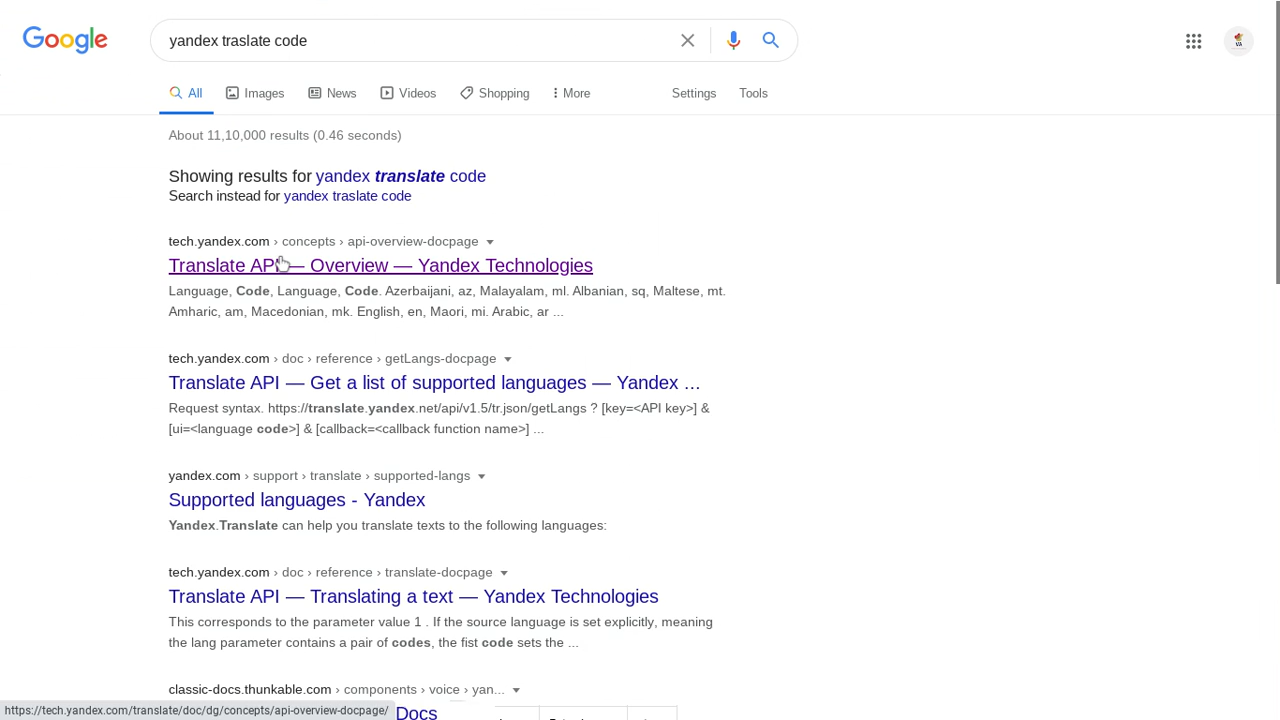 Google
yandex traslate code
All Images News Videos Shopping More Settings Tools
About 11,10,000 results (0.46 seconds)
Showing results for yandex translate code
Search instead for yandex traslate code
tech.yandex.com › concepts › api-overview-docpage
Translate API — Overview — Yandex Technologies
Language, Code, Language, Code. Azerbaijani, az, Malayalam, ml. Albanian, sq, Maltese, mt.
Amharic, am, Macedonian, mk. English, en, Maori, mi. Arabic, ar ...
tech.yandex.com › doc › reference › getLangs-docpage
Translate API — Get a list of supported languages — Yandex ...
Request syntax. https://translate.yandex.net/api/v1.5/tr.json/getLangs ? [key=<API key>] &
[ui=<language code>] & [callback=<callback function name>] ...
yandex.com › support › translate › supported-langs
Supported languages - Yandex
Yandex.Translate can help you translate texts to the following languages:
tech.yandex.com › doc › reference › translate-docpage
Translate API — Translating a text — Yandex Technologies
This corresponds to the parameter value 1 . If the source language is set explicitly, meaning
the lang parameter contains a pair of codes, the fist code sets the ...
classic-docs.thunkable.com › components › voice › yan...
https://tech.yandex.com/translate/doc/dg/concepts/api-overview-docpage/
Docs